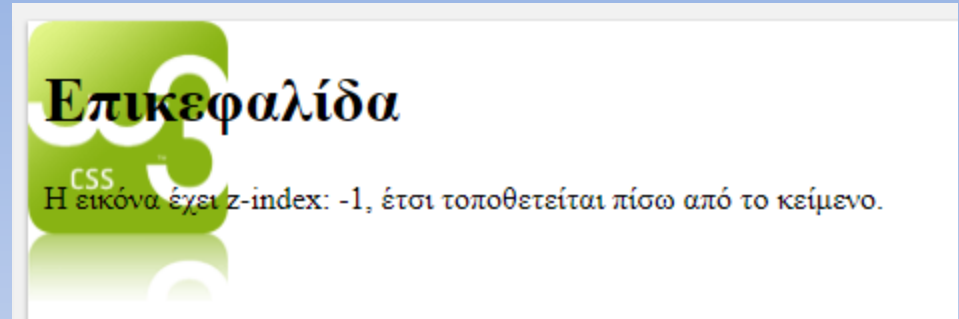 Επικεφαλίδα
CSS
Η εικόνα έχει z-index: -1, έτσι τοποθετείται πίσω από το κείμενο.